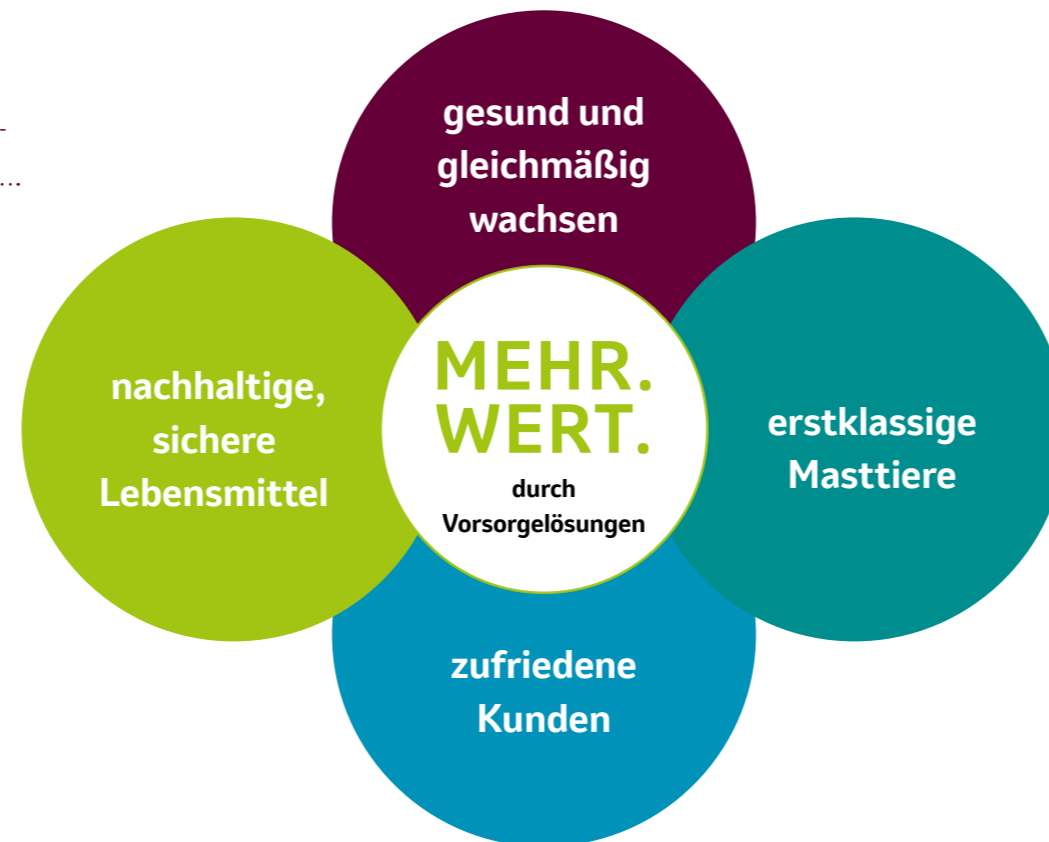 -
...
gesund und
gleichmäßig
wachsen
nachhaltige,
sichere
Lebensmittel
MEHR.
WERT.
durch
Vorsorgelösungen
erstklassige
Masttiere
zufriedene
Kunden